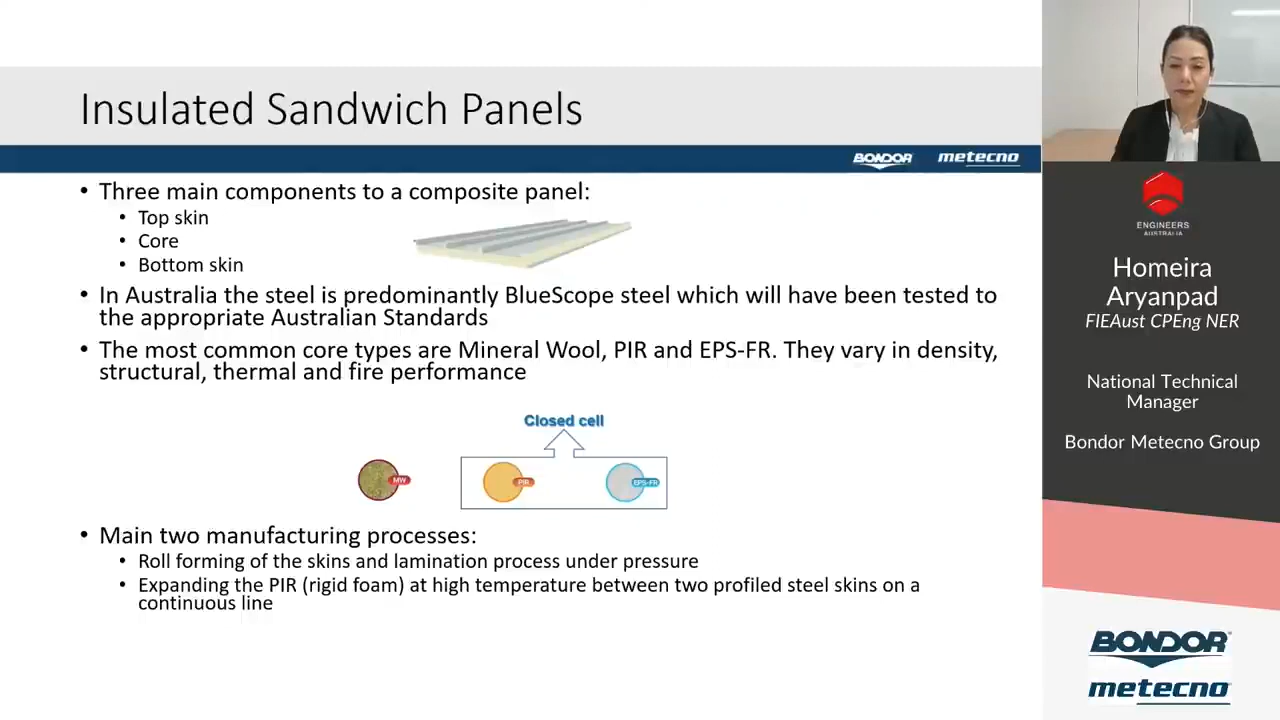 Insulated Sandwich Panels
BONDOR metecno
• Three main components to a composite panel:
• Top skin
• Core
• Bottom skin
• In Australia the steel is predominantly BlueScope steel which will have been tested to
the appropriate Australian Standards
• The most common core types are Mineral Wool, PIR and EPS-FR. They vary in density,
structural, thermal and fire performance
Closed cell
MW PIR EPS-FR
• Main two manufacturing processes:
• Roll forming of the skins and lamination process under pressure
• Expanding the PIR (rigid foam) at high temperature between two profiled steel skins on a
continuous line
ENGINEERS
AUSTRALIA
Homeira
Aryanpad
FIEAust CPEng NER
National Technical
Manager
Bondor Metecno Group
BONDOR
metecno